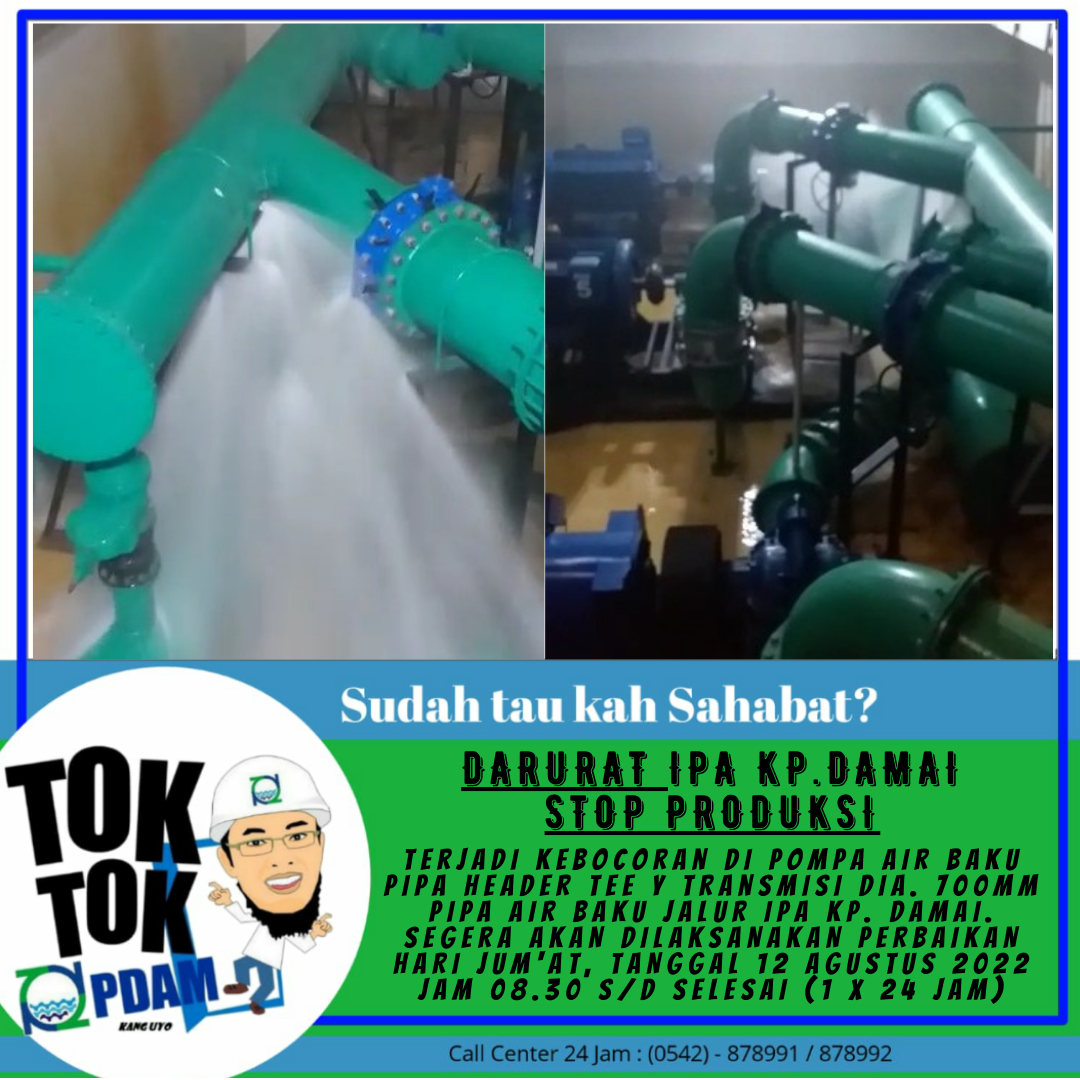 Sudah tau kah Sahabat?
DARURAT IPA KP.DAMAI
STOP PRODUKSI
TERJADI KEBOCORAN DI POMPA AIR BAKU
PIPA HEADER TEE Y TRANSMISI DIA. 700MM
PIPA AIR BAKU JALUR IPA KP. DAMAI.
SEGERA AKAN DILAKSANAKAN PERBAIKAN
HARI JUM'AT, TANGGAL 12 AGUSTUS 2022
JAM 08.30 S/D SELESAI (1 X 24 JAM)
TOK
TOK
PDAM
KANG UYO
Call Center 24 Jam : (0542) - 878991 / 878992
5